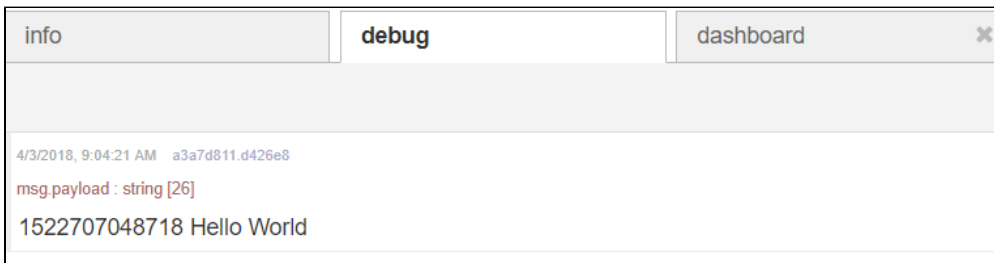 info debug dashboard ✖
4/3/2018, 9:04:21 AM a3a7d811.d426e8
msg.payload : string [26]
1522707048718 Hello World